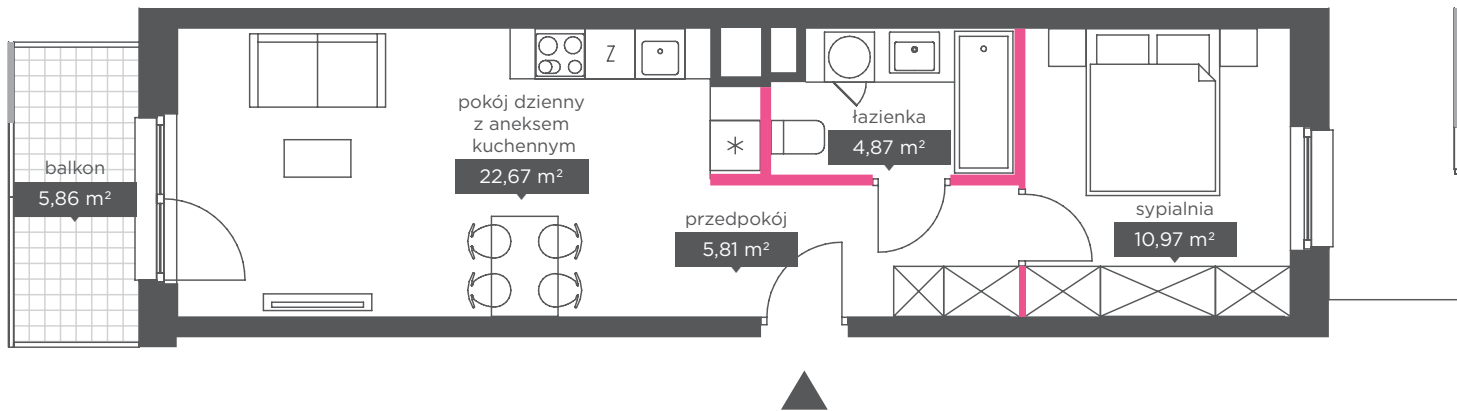 balkon
5,86 m²
pokój dzienny
z aneksem
kuchennym
22,67 m²
Z
przedpokój
5,81 m²
łazienka
4,87 m²
sypialnia
10,97 m²